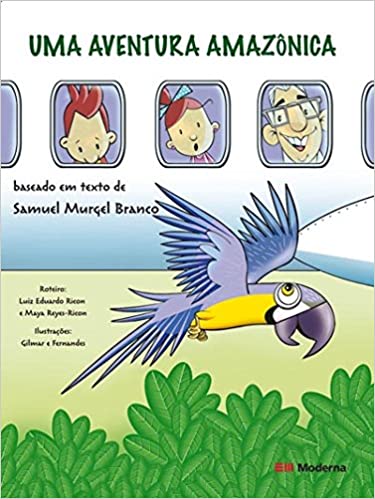 UMA AVENTURA AMAZÔNICA
baseado em texto de
Samuel Murgel Branco
Roteiro:
Luiz Eduardo Ricon
e Maya Reyes-Ricon
Ilustrações:
Gilmar e Fernandes
Moderna